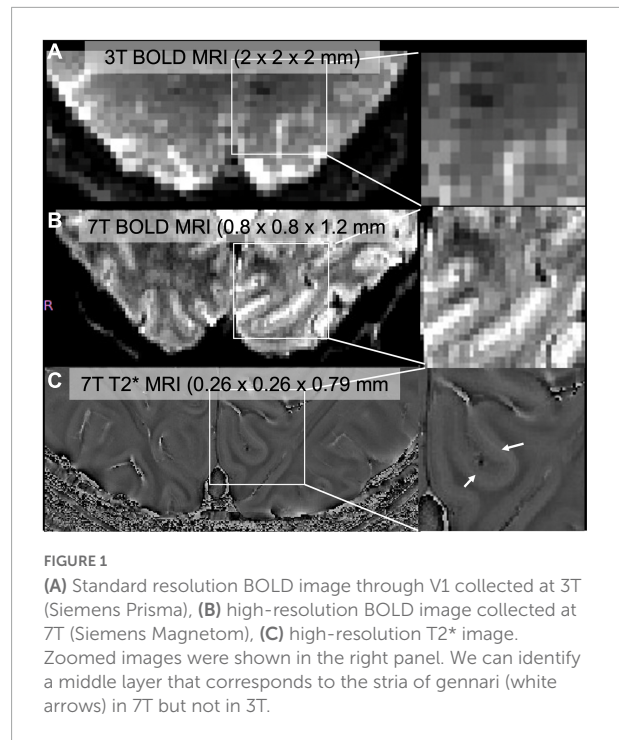 A
3T BOLD MRI (2 x 2 x 2 mm)
B
7T BOLD MRI (0.8 x 0.8 x 1.2 mm
R
C
7T T2* MRI (0.26 x 0.26 x 0.79 mm
FIGURE 1
(A) Standard resolution BOLD image through V1 collected at 3T
(Siemens Prisma), (B) high-resolution BOLD image collected at
7T (Siemens Magnetom), (C) high-resolution T2* image.
Zoomed images were shown in the right panel. We can identify
a middle layer that corresponds to the stria of gennari (white
arrows) in 7T but not in 3T.